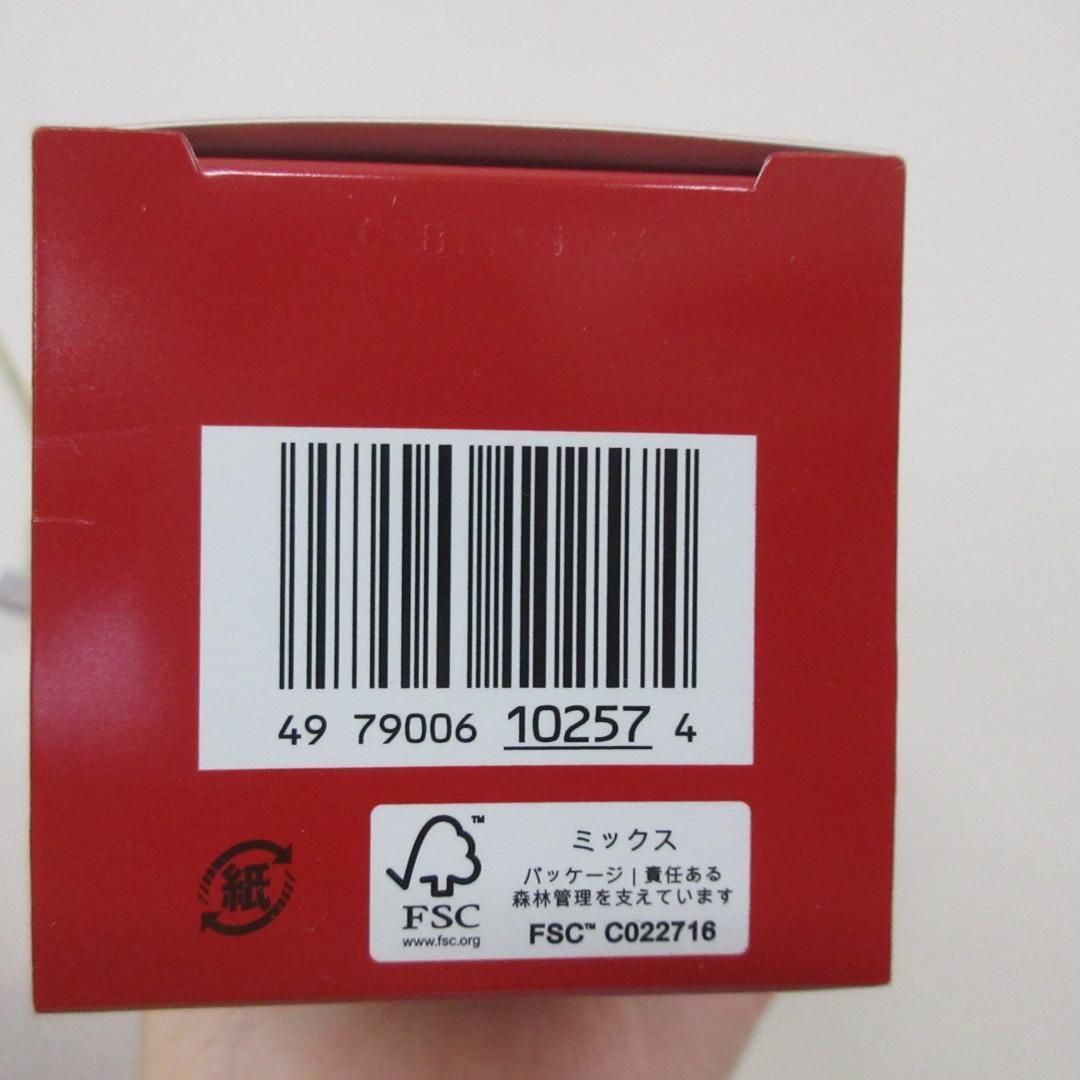 49 79006 10257 4
紙
™
FSC
www.fsc.org
ミックス
パッケージ | 責任ある
森林管理を支えています
FSC™ C022716